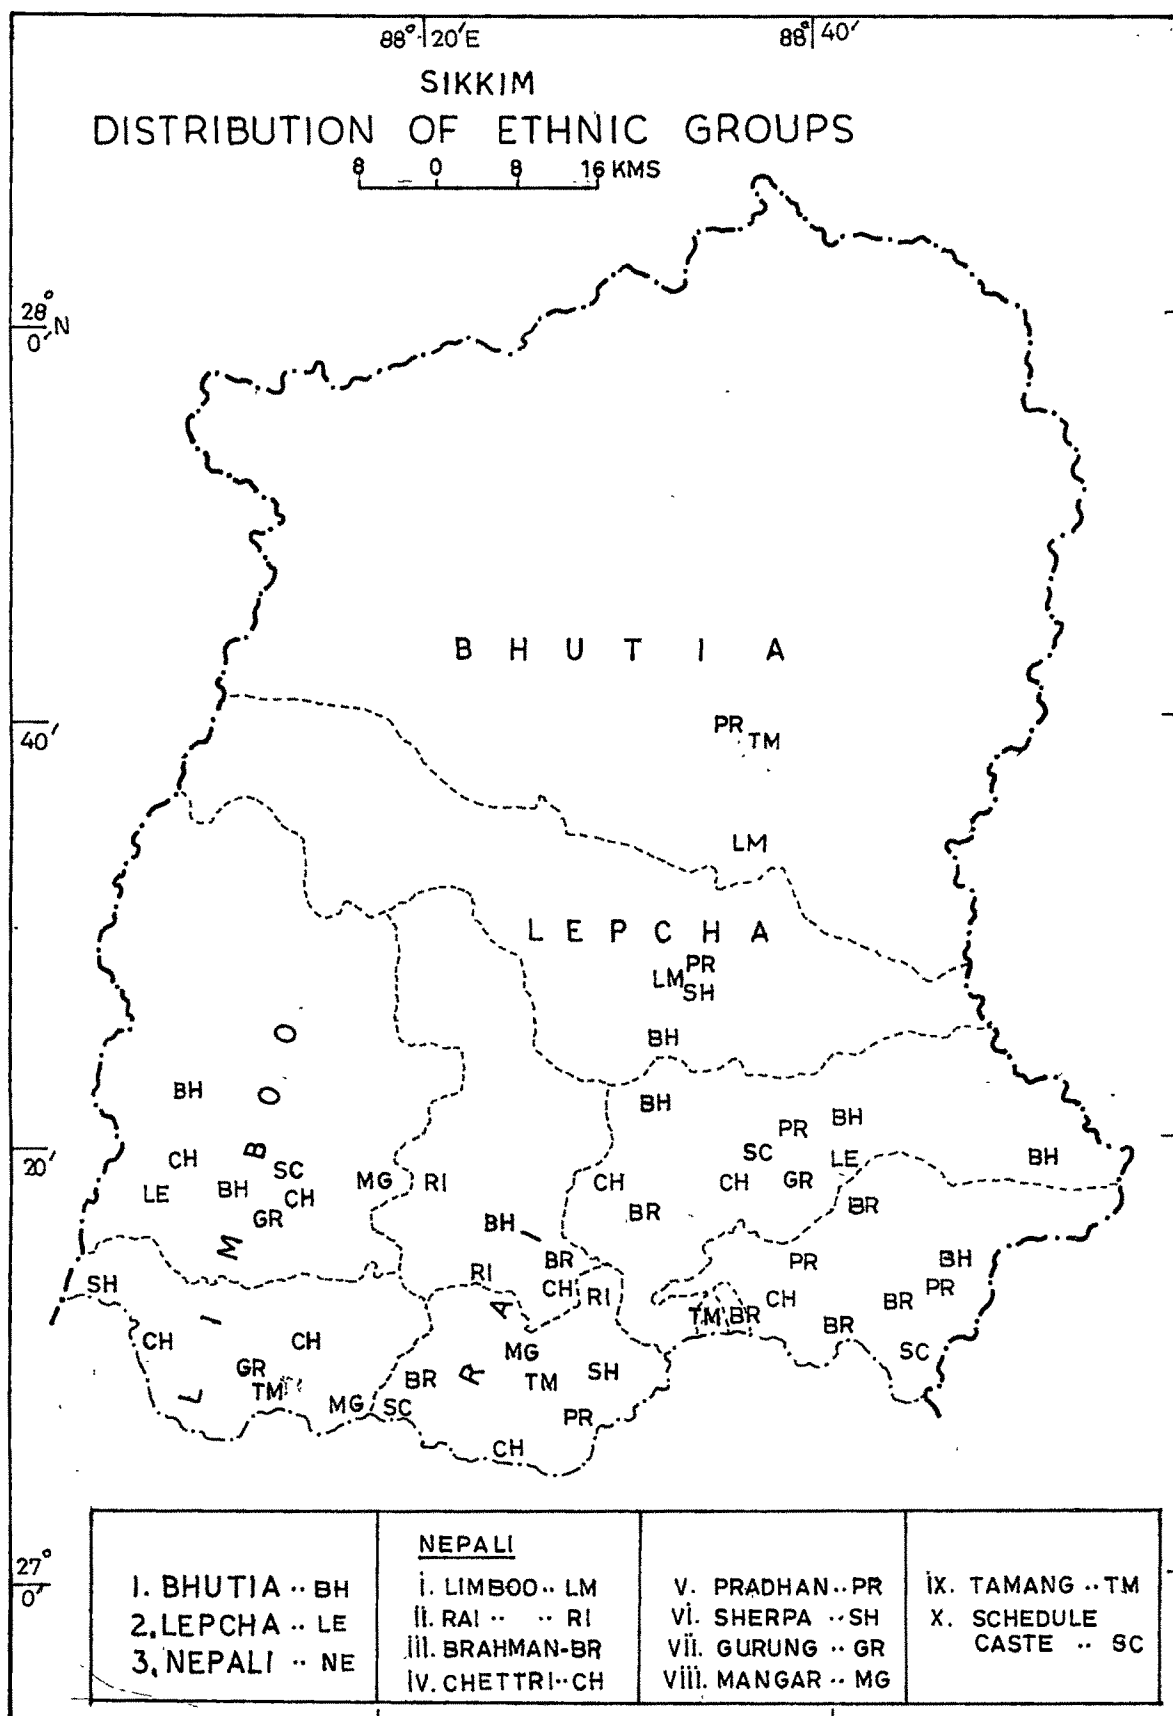 88° 20'E 88° 40'
SIKKIM
DISTRIBUTION OF ETHNIC GROUPS
8 0 8 16 KMS
28°
0' N
BHUTIA
40'
PR
TM
LM
LEPCHA
PR
LM
SH
BH
BH
BH
PR BH
20'
CH SC SC LE BH
LE BH CH MG RI CH CH GR
GR BR BR
BH
BR PR BH
SH RI CH RI PR
TM BR CH BR BR
CH CH MG SC
GR BR TM SH
TM
MG SC PR
CH
LIMBOO
RA
27°
0'
1. BHUTIA .. BH
2. LEPCHA .. LE
3. NEPALI .. NE
NEPALI
i. LIMBOO .. LM
ii. RAI .. .. RI
iii. BRAHMAN-BR
iv. CHETTRI .. CH
V. PRADHAN .. PR
VI. SHERPA .. SH
VII. GURUNG .. GR
VIII. MANGAR .. MG
ix. TAMANG .. TM
X. SCHEDULE
CASTE .. SC